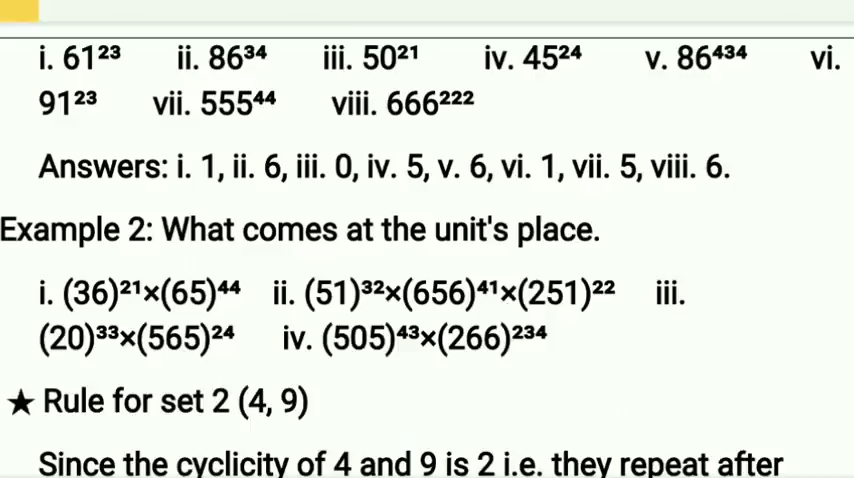 i. 61²³ ii. 86³⁴ iii. 50²¹ iv. 45²⁴ v. 86⁴³⁴ vi.
91²³ vii. 555⁴⁴ viii. 666²²²
Answers: i. 1, ii. 6, iii. 0, iv. 5, v. 6, vi. 1, vii. 5, viii. 6.
Example 2: What comes at the unit's place.
i. (36)²¹×(65)⁴⁴ ii. (51)³²×(656)⁴¹×(251)²² iii.
(20)³³×(565)²⁴ iv. (505)⁴³×(266)²³⁴
★ Rule for set 2 (4, 9)
Since the cyclicity of 4 and 9 is 2 i.e. they repeat after